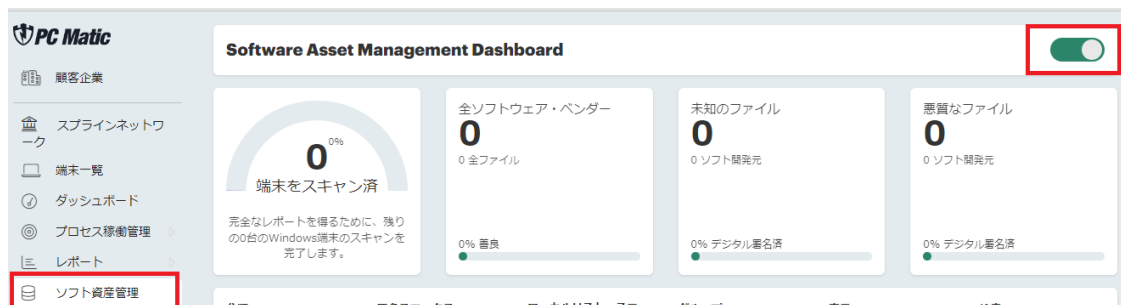 PC Matic
顧客企業
スプラインネットワ
ーク
端末一覧
ダッシュボード
プロセス稼働管理
レポート
ソフト資産管理
Software Asset Management Dashboard
0%
0
端末をスキャン済
完全なレポートを得るために、残り
の0台のWindows端末のスキャンを
完了します。
全ソフトウェア・ベンダー
0
0 全ファイル
0% 善良
未知のファイル
0
0 ソフト開発元
0% デジタル署名済
悪質なファイル
0
0 ソフト開発元
0% デジタル署名済